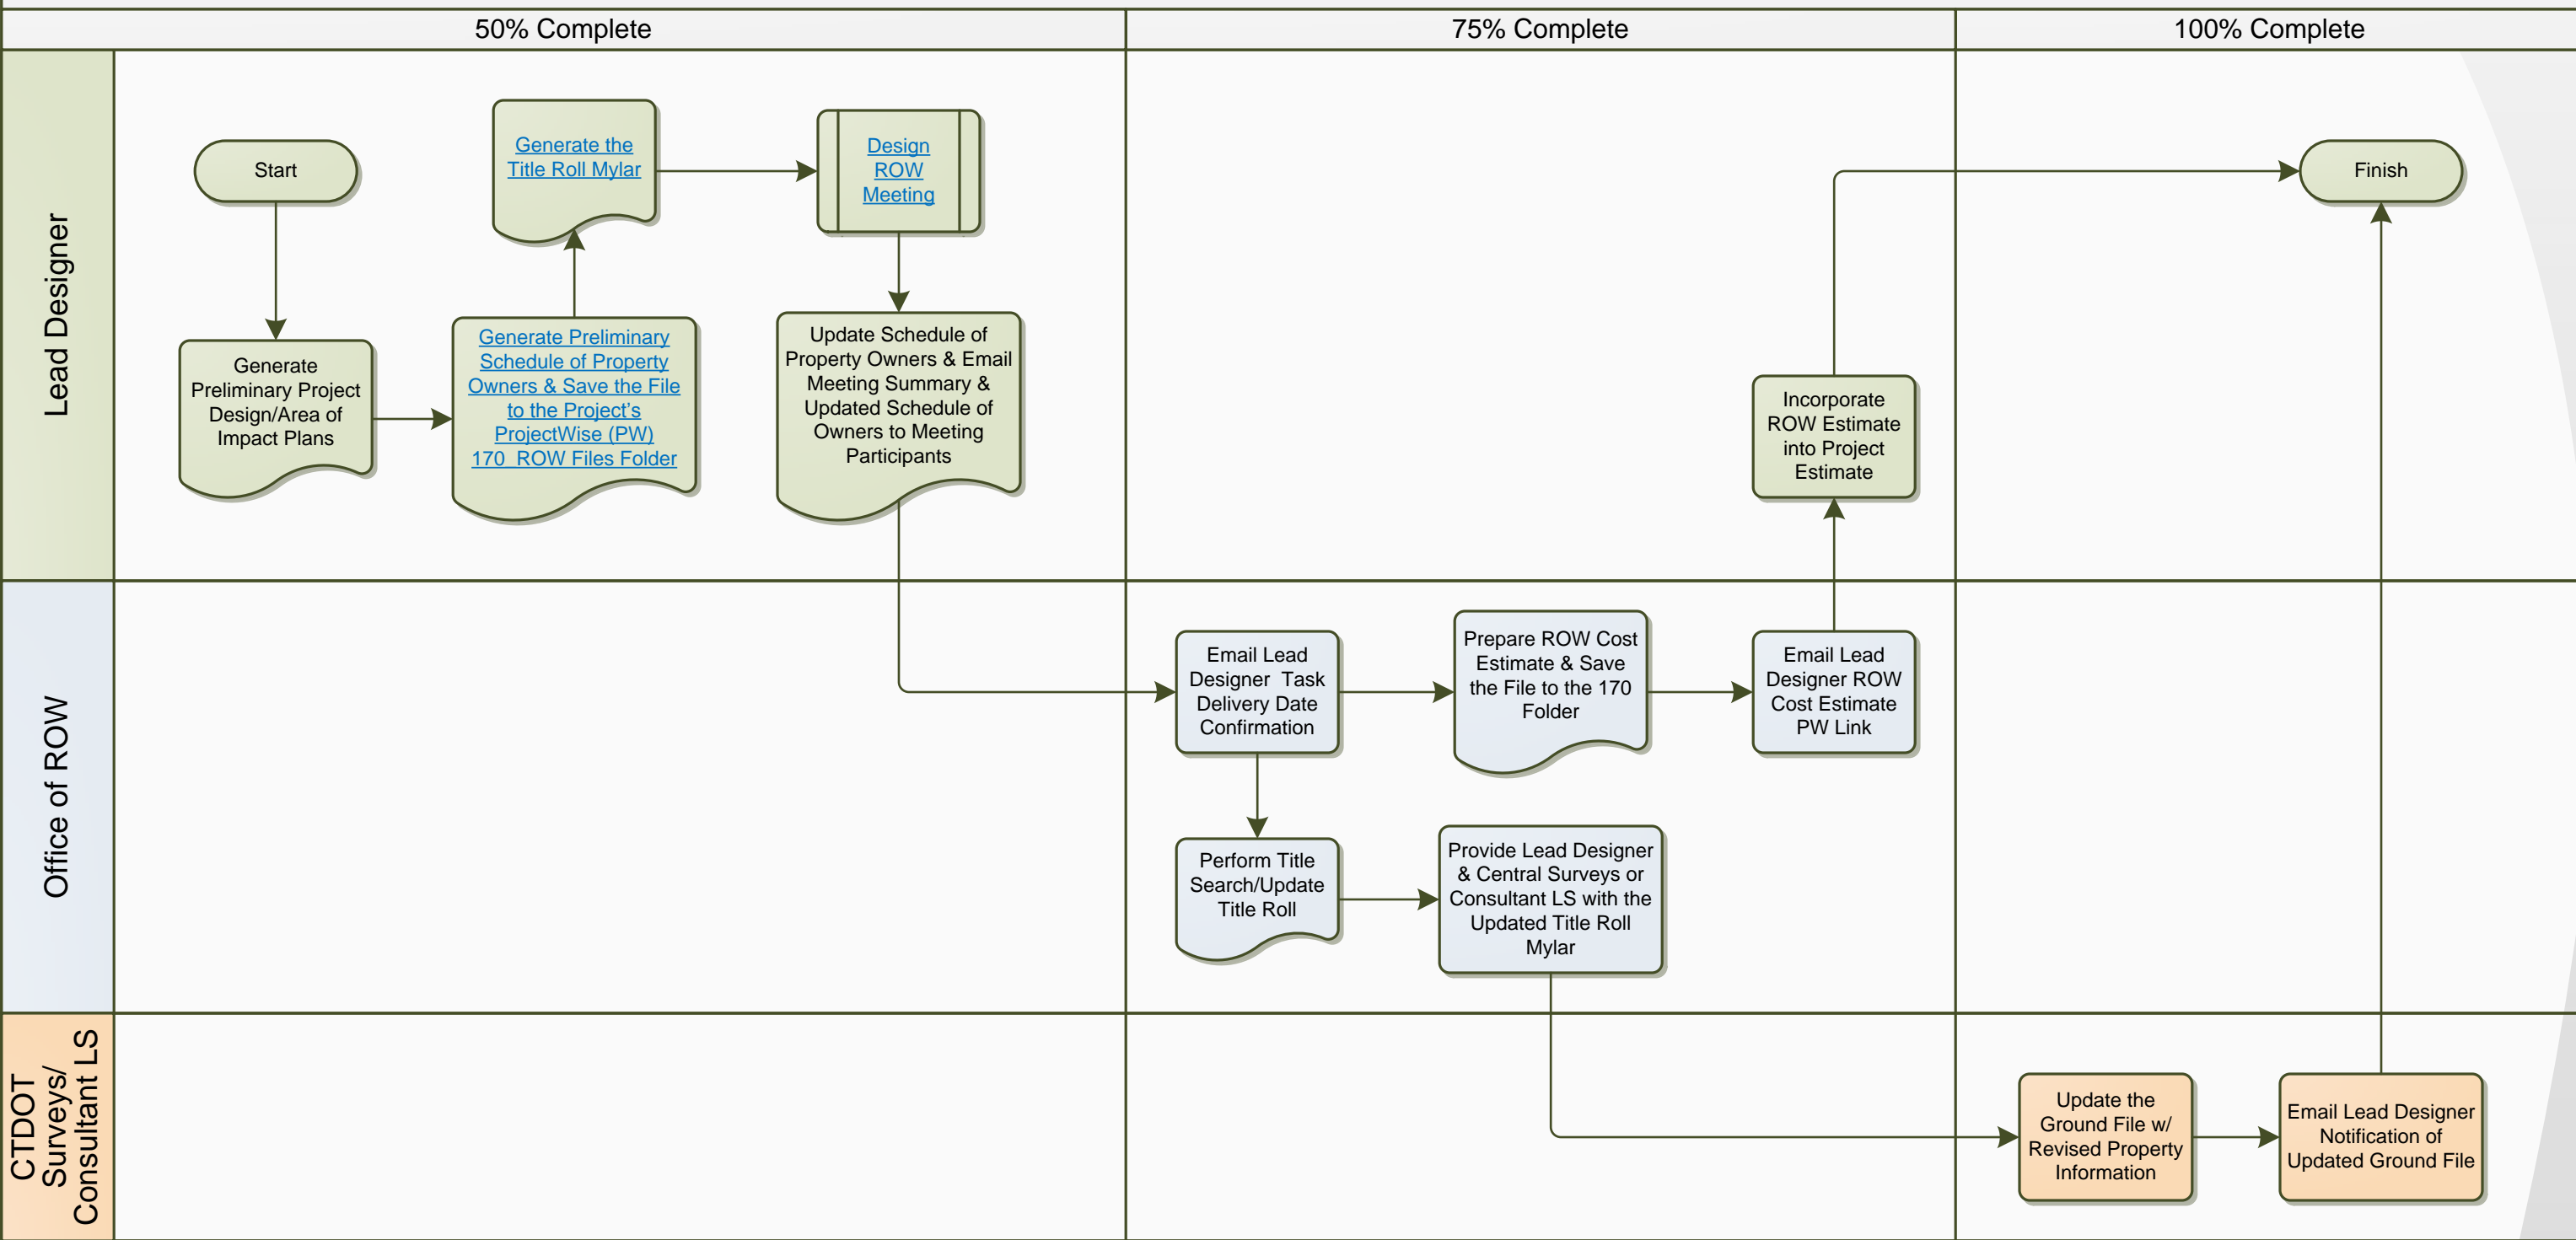 50% Complete
75% Complete
100% Complete
Lead Designer
Start
Generate the
Title Roll Mylar
Design
ROW
Meeting
Finish
Generate
Preliminary Project
Design/Area of
Impact Plans
Generate Preliminary
Schedule of Property
Owners & Save the File
to the Project’s
ProjectWise (PW)
170_ROW Files Folder
Update Schedule of
Property Owners & Email
Meeting Summary &
Updated Schedule of
Owners to Meeting
Participants
Incorporate
ROW Estimate
into Project
Estimate
Office of ROW
Email Lead
Designer  Task
Delivery Date
Confirmation
Prepare ROW Cost
Estimate & Save
the File to the 170
Folder
Email Lead
Designer ROW
Cost Estimate
PW Link
Perform Title
Search/Update
Title Roll
Provide Lead Designer
& Central Surveys or
Consultant LS with the
Updated Title Roll
Mylar
CTDOT
Surveys/
Consultant LS
Update the
Ground File w/
Revised Property
Information
Email Lead Designer
Notification of
Updated Ground File